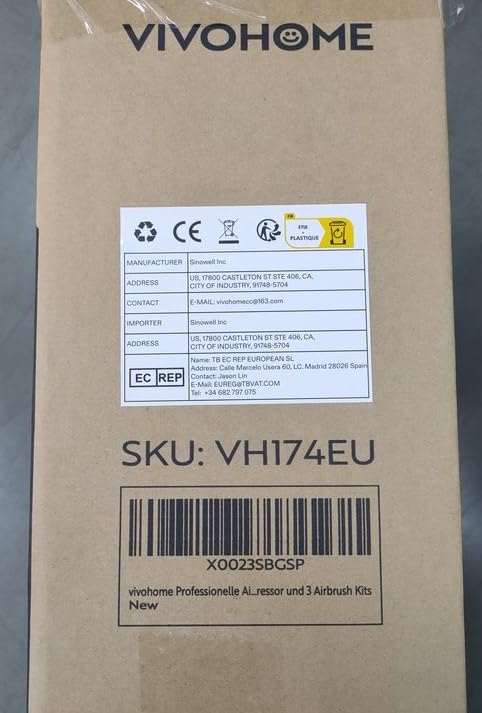 VIVOHOME
CE
FR
ÉTUI
+
PLASTIQUE
MANUFACTURER Sinowell Inc
ADDRESS US, 17800 CASTLETON ST STE 406, CA,
CITY OF INDUSTRY, 91748-5704
CONTACT E-MAIL: vivohomecc@163.com
IMPORTER Sinowell Inc
ADDRESS US, 17800 CASTLETON ST STE 406, CA,
CITY OF INDUSTRY, 91748-5704
EC REP
Name: TB EC REP EUROPEAN SL
Address: Calle Marcelo Usera 60, LC. Madrid 28026 Spain
Contact: Jason Lin
E-Mail: EUREG@TBVAT.COM
Tel: +34 682 797 075
SKU: VH174EU
X0023SBGSP
vivohome Professionelle Ai...ressor und 3 Airbrush Kits
New